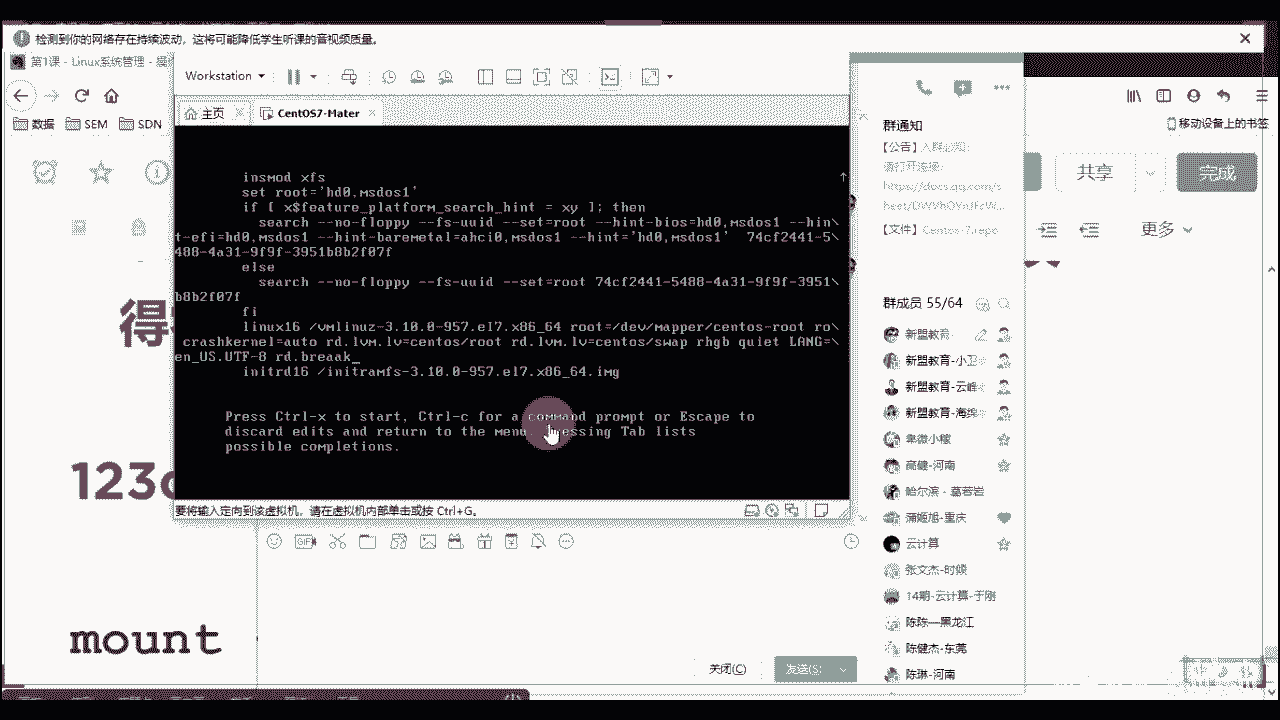 检测到你的网络存在持续波动，这将可能降低学生听课的音视频质量。
第1课 - Linux系统管理 -
Workstation
主页
CentOS7-Mater
数据
SEM
SDN
移动设备上的书签
共享
完成
更多
insmod xfs
set root='hd0,msdos1'
if [ x$feature_platform_search_hint = xy ]; then
search --no-floppy --fs-uuid --set=root --hint-bios=hd0,msdos1 --hin\
t-efi=hd0,msdos1 --hint-baremetal=ahci0,msdos1 --hint='hd0,msdos1'  74cf2441-5\
488-4a31-9f9f-3951b8b2f07f
else
search --no-floppy --fs-uuid --set=root 74cf2441-5488-4a31-9f9f-3951\
b8b2f07f
fi
linux16 /vmlinuz-3.10.0-957.el7.x86_64 root=/dev/mapper/centos-root ro\
crashkernel=auto rd.lvm.lv=centos/root rd.lvm.lv=centos/swap rhgb quiet LANG=\
en_US.UTF-8 rd.breaak_
initrd16 /initramfs-3.10.0-957.el7.x86_64.img
Press Ctrl-x to start, Ctrl-c for a command prompt or Escape to
discard edits and return to the menu. Pressing Tab lists
possible completions.
要将输入定向到该虚拟机，请在虚拟机内部单击或按 Ctrl+G。
得
123
mount
群通知
【公告】入群必知：
请打开连接：
https://docs.qq.com/s
【文件】Centos-7.repo
群成员 55/64
新盟教育-
新盟教育-小卫
新盟教育-云峰
新盟教育-海绵
卑微小檬
高健-河南
哈尔滨 - 葛若岩
蒲姬旭-重庆
云计算
张文杰-时候
14期-云计算-于刚
陈陈—黑龙江
陈健杰-东莞
陈琳-河南
关闭(C)
发送(S)